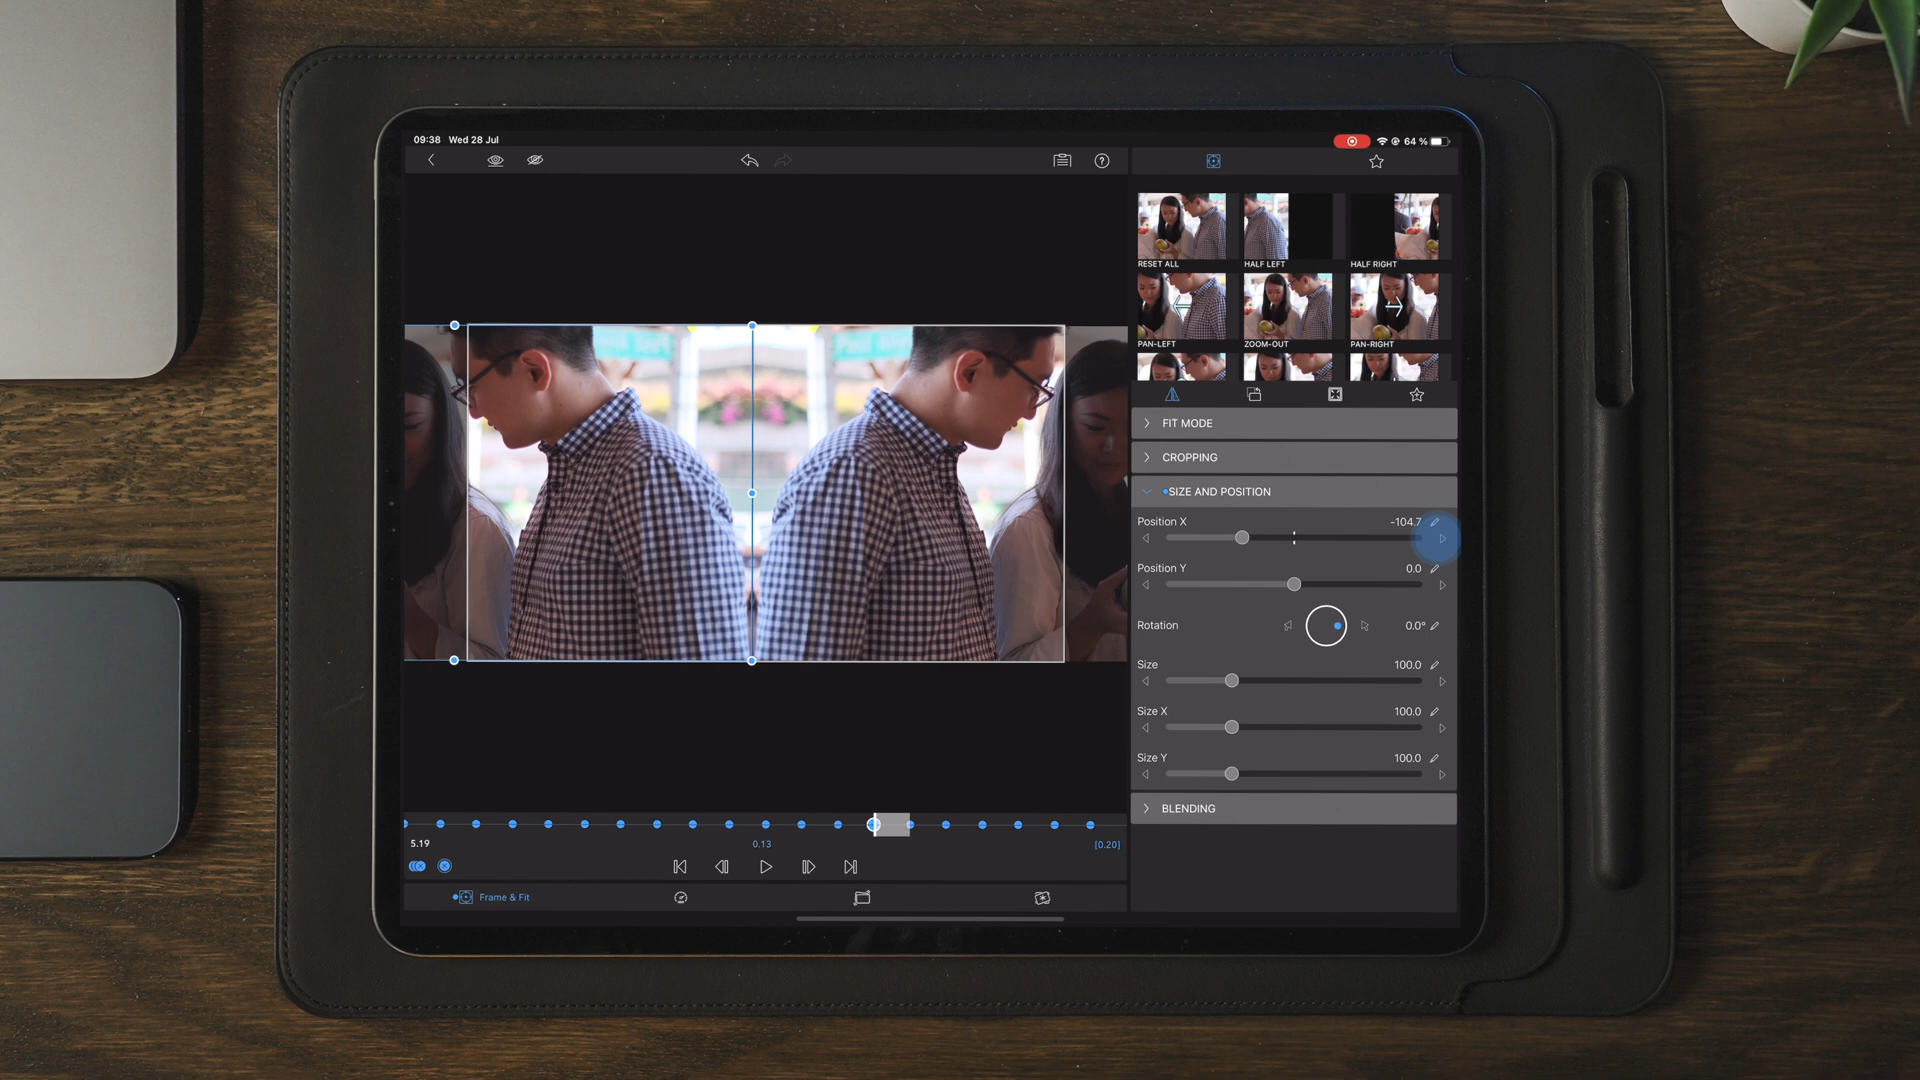 09:38 Wed 28 Jul
64 %
RESET ALL
HALF LEFT
HALF RIGHT
PAN-LEFT
ZOOM-OUT
PAN-RIGHT
FIT MODE
CROPPING
SIZE AND POSITION
Position X -104.7
Position Y 0.0
Rotation 0.0°
Size 100.0
Size X 100.0
Size Y 100.0
BLENDING
5.19
0.13
[0.20]
Frame & Fit